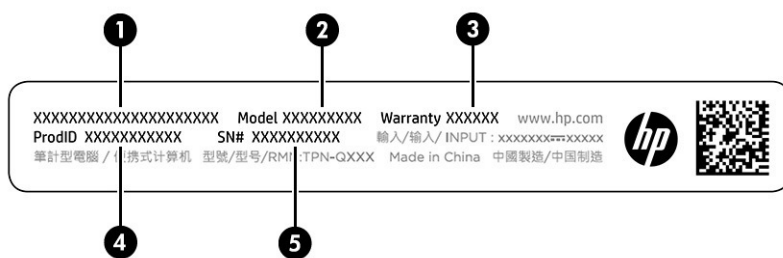 1 2 3
XXXXXXXXXXXXXXXXXXXXX Model XXXXXXXXX Warranty XXXXXX www.hp.com
ProdID XXXXXXXXXXX SN# XXXXXXXXXX 輸入/输入/ INPUT : xxxxxxx⎓xxxxx
筆計型電腦 / 便携式计算机 型號/型号/RMN:TPN-QXXX Made in China 中國製造/中国制造
hp
4 5